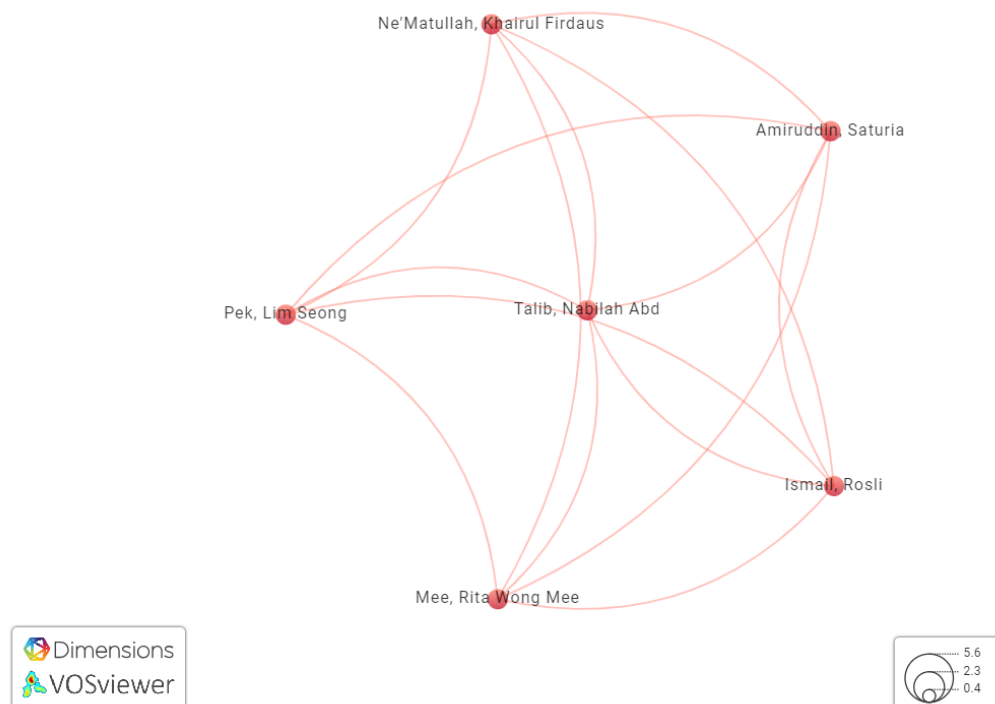 Ne'Matullah, Khairul Firdaus
Amiruddin, Saturia
Pek, Lim Seong
Talib, Nabilah Abd
Ismail, Rosli
Mee, Rita Wong Mee
Dimensions
VOSviewer
5.6
2.3
0.4